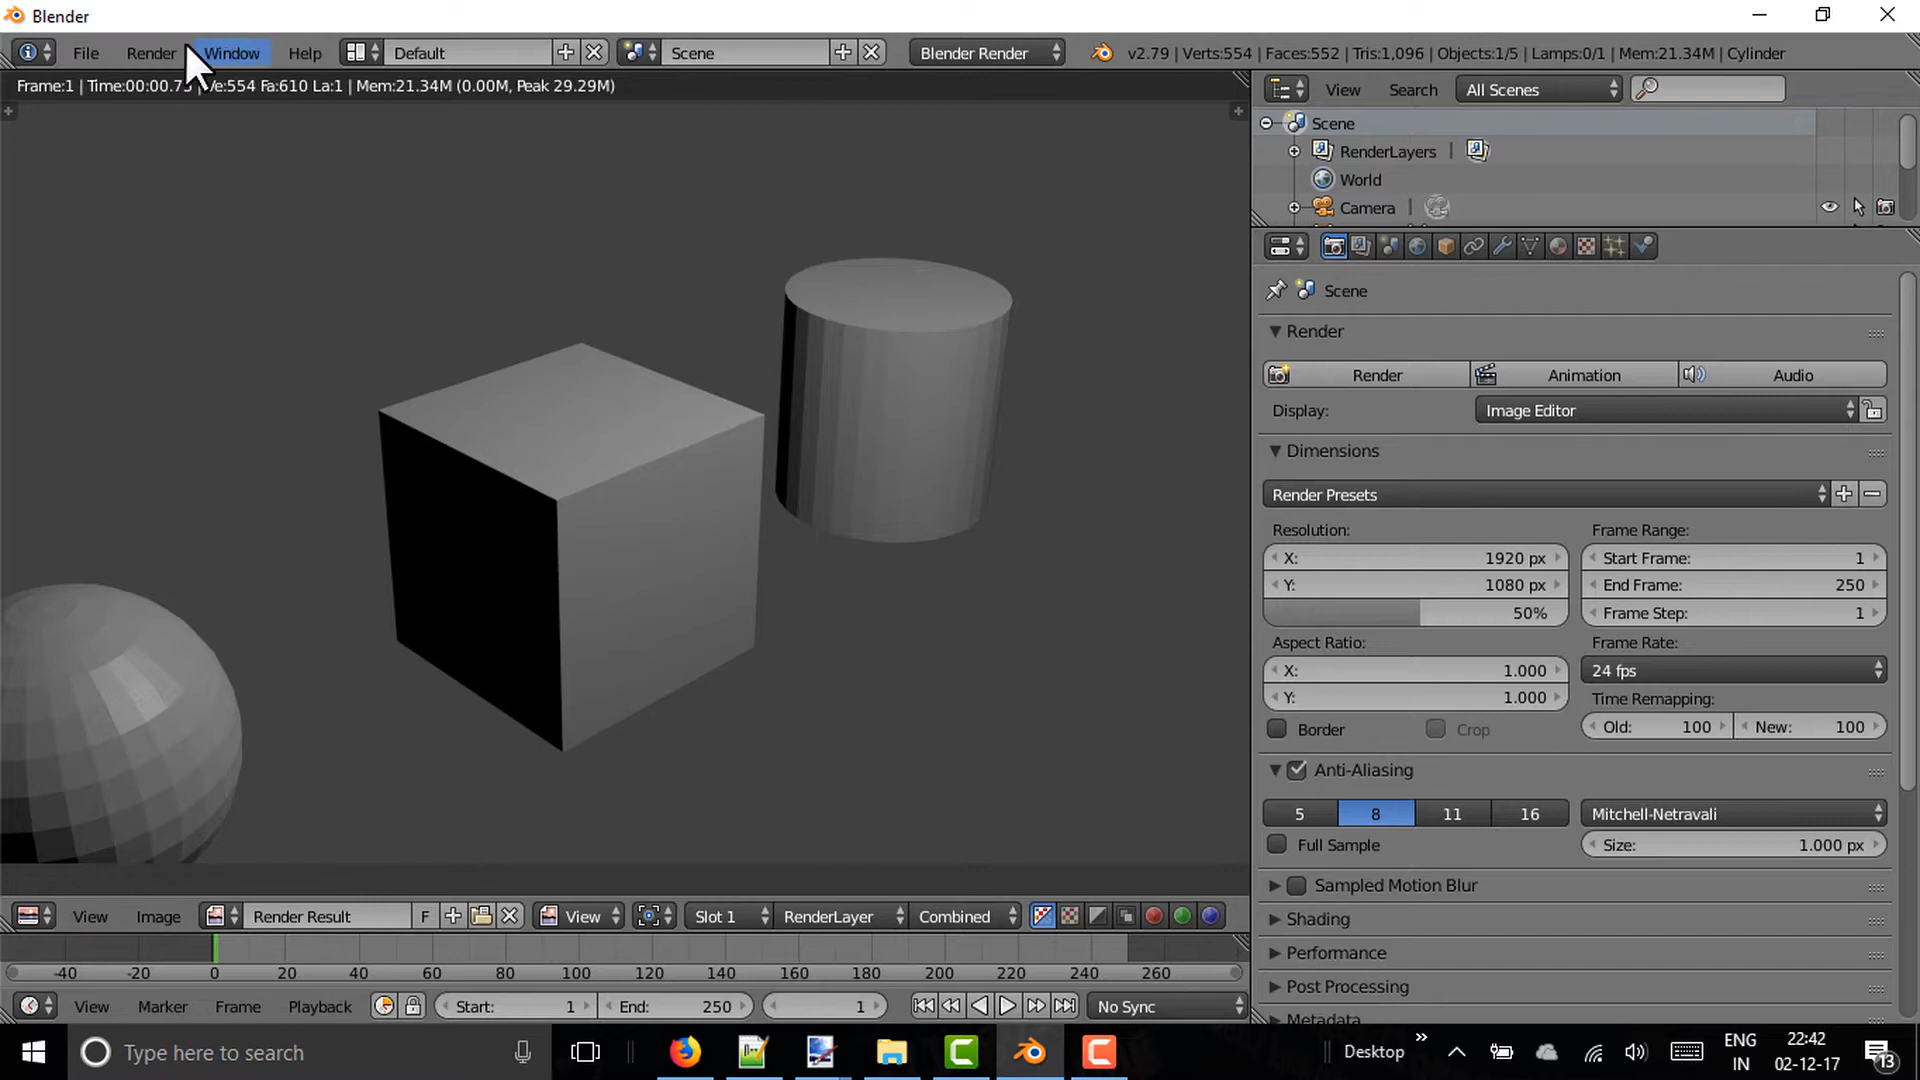 Blender
File Render Window Help Default Scene Blender Render v2.79 | Verts:554 | Faces:552 | Tris:1,096 | Objects:1/5 | Lamps:0/1 | Mem:21.34M | Cylinder
Frame:1 | Time:00:00.7 Ve:554 Fa:610 La:1 | Mem:21.34M (0.00M, Peak 29.29M)
View Search All Scenes
Scene
RenderLayers
World
Camera
Scene
Render
Render Animation Audio
Display: Image Editor
Dimensions
Render Presets
Resolution: Frame Range:
X: 1920 px Start Frame: 1
Y: 1080 px End Frame: 250
50% Frame Step: 1
Aspect Ratio: Frame Rate:
X: 1.000 24 fps
Y: 1.000 Time Remapping:
Border Crop Old: 100 New: 100
Anti-Aliasing
5 8 11 16 Mitchell-Netravali
Full Sample Size: 1.000 px
Sampled Motion Blur
Shading
Performance
Post Processing
Metadata
View Image Render Result F View Slot 1 RenderLayer Combined
-40 -20 0 20 40 60 80 100 120 140 160 180 200 220 240 260
View Marker Frame Playback Start: 1 End: 250 1 No Sync
Type here to search Desktop ENG 22:42
IN 02-12-17 13